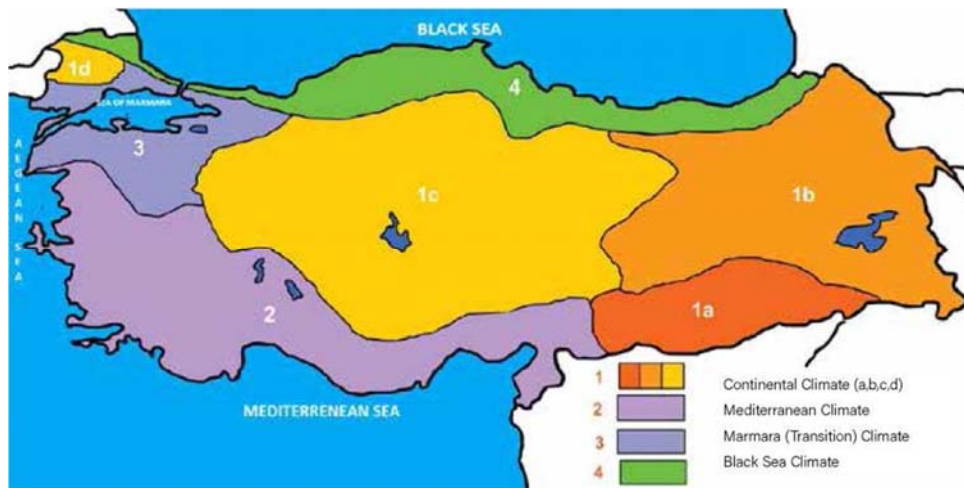 BLACK SEA
1d
SEA OF MARMARA
4
3
AEGEAN SEA
1c
1b
2
1a
MEDITERRENEAN SEA
1 Continental Climate (a,b,c,d)
2 Mediterranean Climate
3 Marmara (Transition) Climate
4 Black Sea Climate